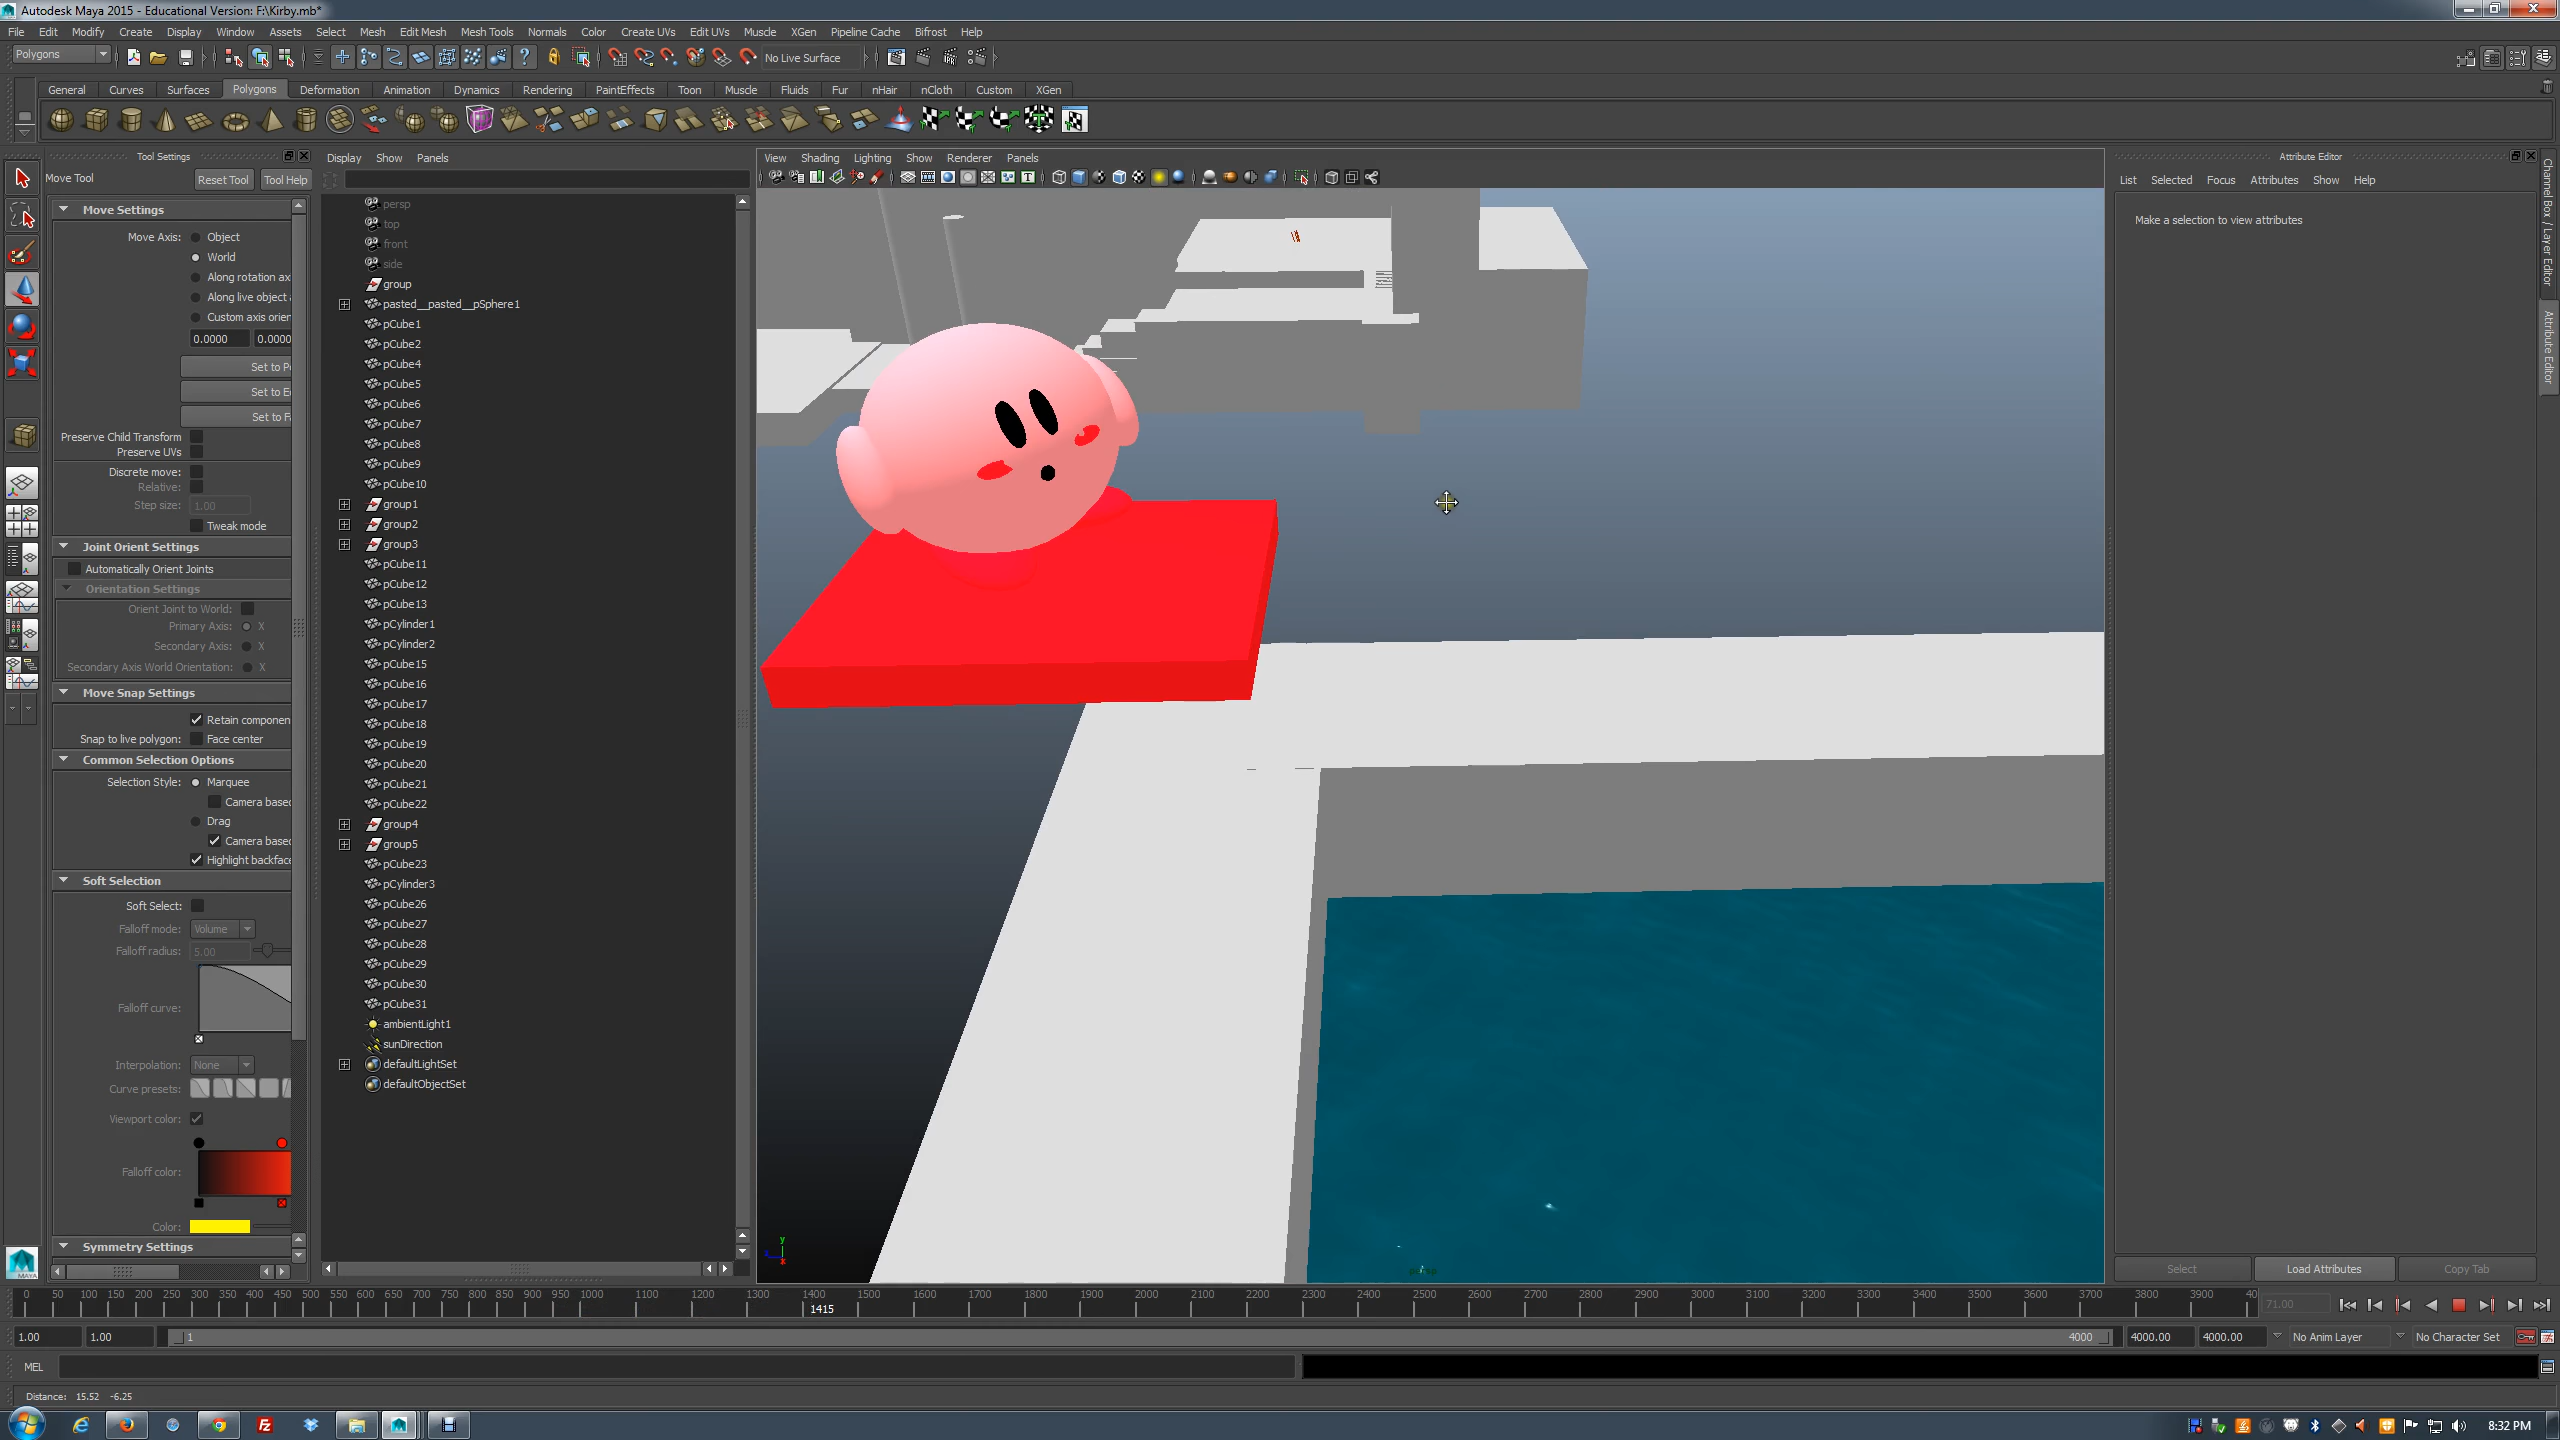 Autodesk Maya 2015 - Educational Version: F:\Kirby.mb*
File Edit Modify Create Display Window Assets Select Mesh Edit Mesh Mesh Tools Normals Color Create UVs Edit UVs Muscle XGen Pipeline Cache Bifrost Help
Polygons No Live Surface
General Curves Surfaces Polygons Deformation Animation Dynamics Rendering PaintEffects Toon Muscle Fluids Fur nHair nCloth Custom XGen
Tool Settings
Move Tool Reset Tool Tool Help
Move Settings
Move Axis: Object
World
Along rotation ax
Along live object
Custom axis orien
0.0000 0.0000
Set to P
Set to E
Set to F
Preserve Child Transform
Preserve UVs
Discrete move:
Relative:
Step size: 1.00
Tweak mode
Joint Orient Settings
Automatically Orient Joints
Orientation Settings
Orient Joint to World:
Primary Axis: X
Secondary Axis: X
Secondary Axis World Orientation: X
Move Snap Settings
Retain componen
Snap to live polygon: Face center
Common Selection Options
Selection Style: Marquee
Camera based
Drag
Camera based
Highlight backface
Soft Selection
Soft Select:
Falloff mode: Volume
Falloff radius: 5.00
Falloff curve:
Interpolation: None
Curve presets:
Viewport color:
Falloff color:
Color:
Symmetry Settings
MAYA
Display Show Panels
persp
top
front
side
group
pasted__pasted__pSphere1
pCube1
pCube2
pCube4
pCube5
pCube6
pCube7
pCube8
pCube9
pCube10
group1
group2
group3
pCube11
pCube12
pCube13
pCylinder1
pCylinder2
pCube15
pCube16
pCube17
pCube18
pCube19
pCube20
pCube21
pCube22
group4
group5
pCube23
pCylinder3
pCube26
pCube27
pCube28
pCube29
pCube30
pCube31
ambientLight1
sunDirection
defaultLightSet
defaultObjectSet
View Shading Lighting Show Renderer Panels
y
persp
Attribute Editor
List Selected Focus Attributes Show Help
Make a selection to view attributes
Channel Box / Layer Editor
Attribute Editor
Select Load Attributes Copy Tab
0 50 100 150 200 250 300 350 400 450 500 550 600 650 700 750 800 850 900 950 1000 1100 1200 1300 1400 1500 1600 1700 1800 1900 2000 2100 2200 2300 2400 2500 2600 2700 2800 2900 3000 3100 3200 3300 3400 3500 3600 3700 3800 3900 40
1415
71.00
1.00 1.00 1 4000 4000.00 4000.00 No Anim Layer No Character Set
MEL
Distance: 15.52 -6.25
8:32 PM